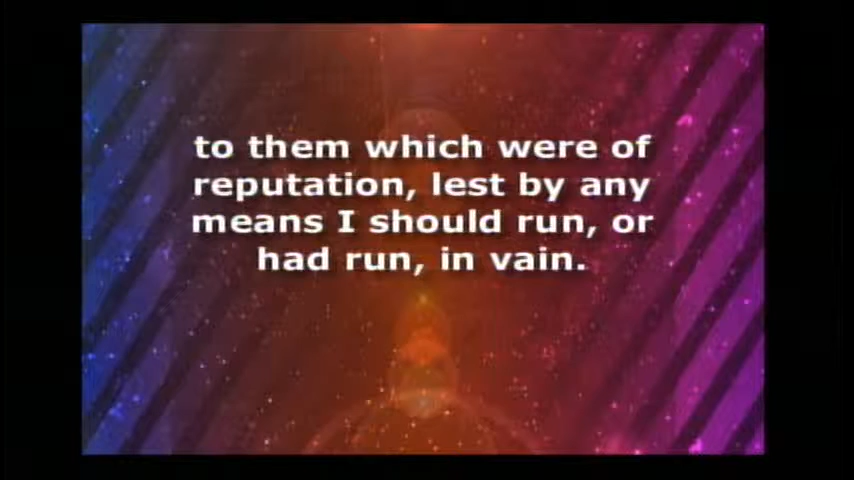 to them which were of
reputation, lest by any
means I should run, or
had run, in vain.